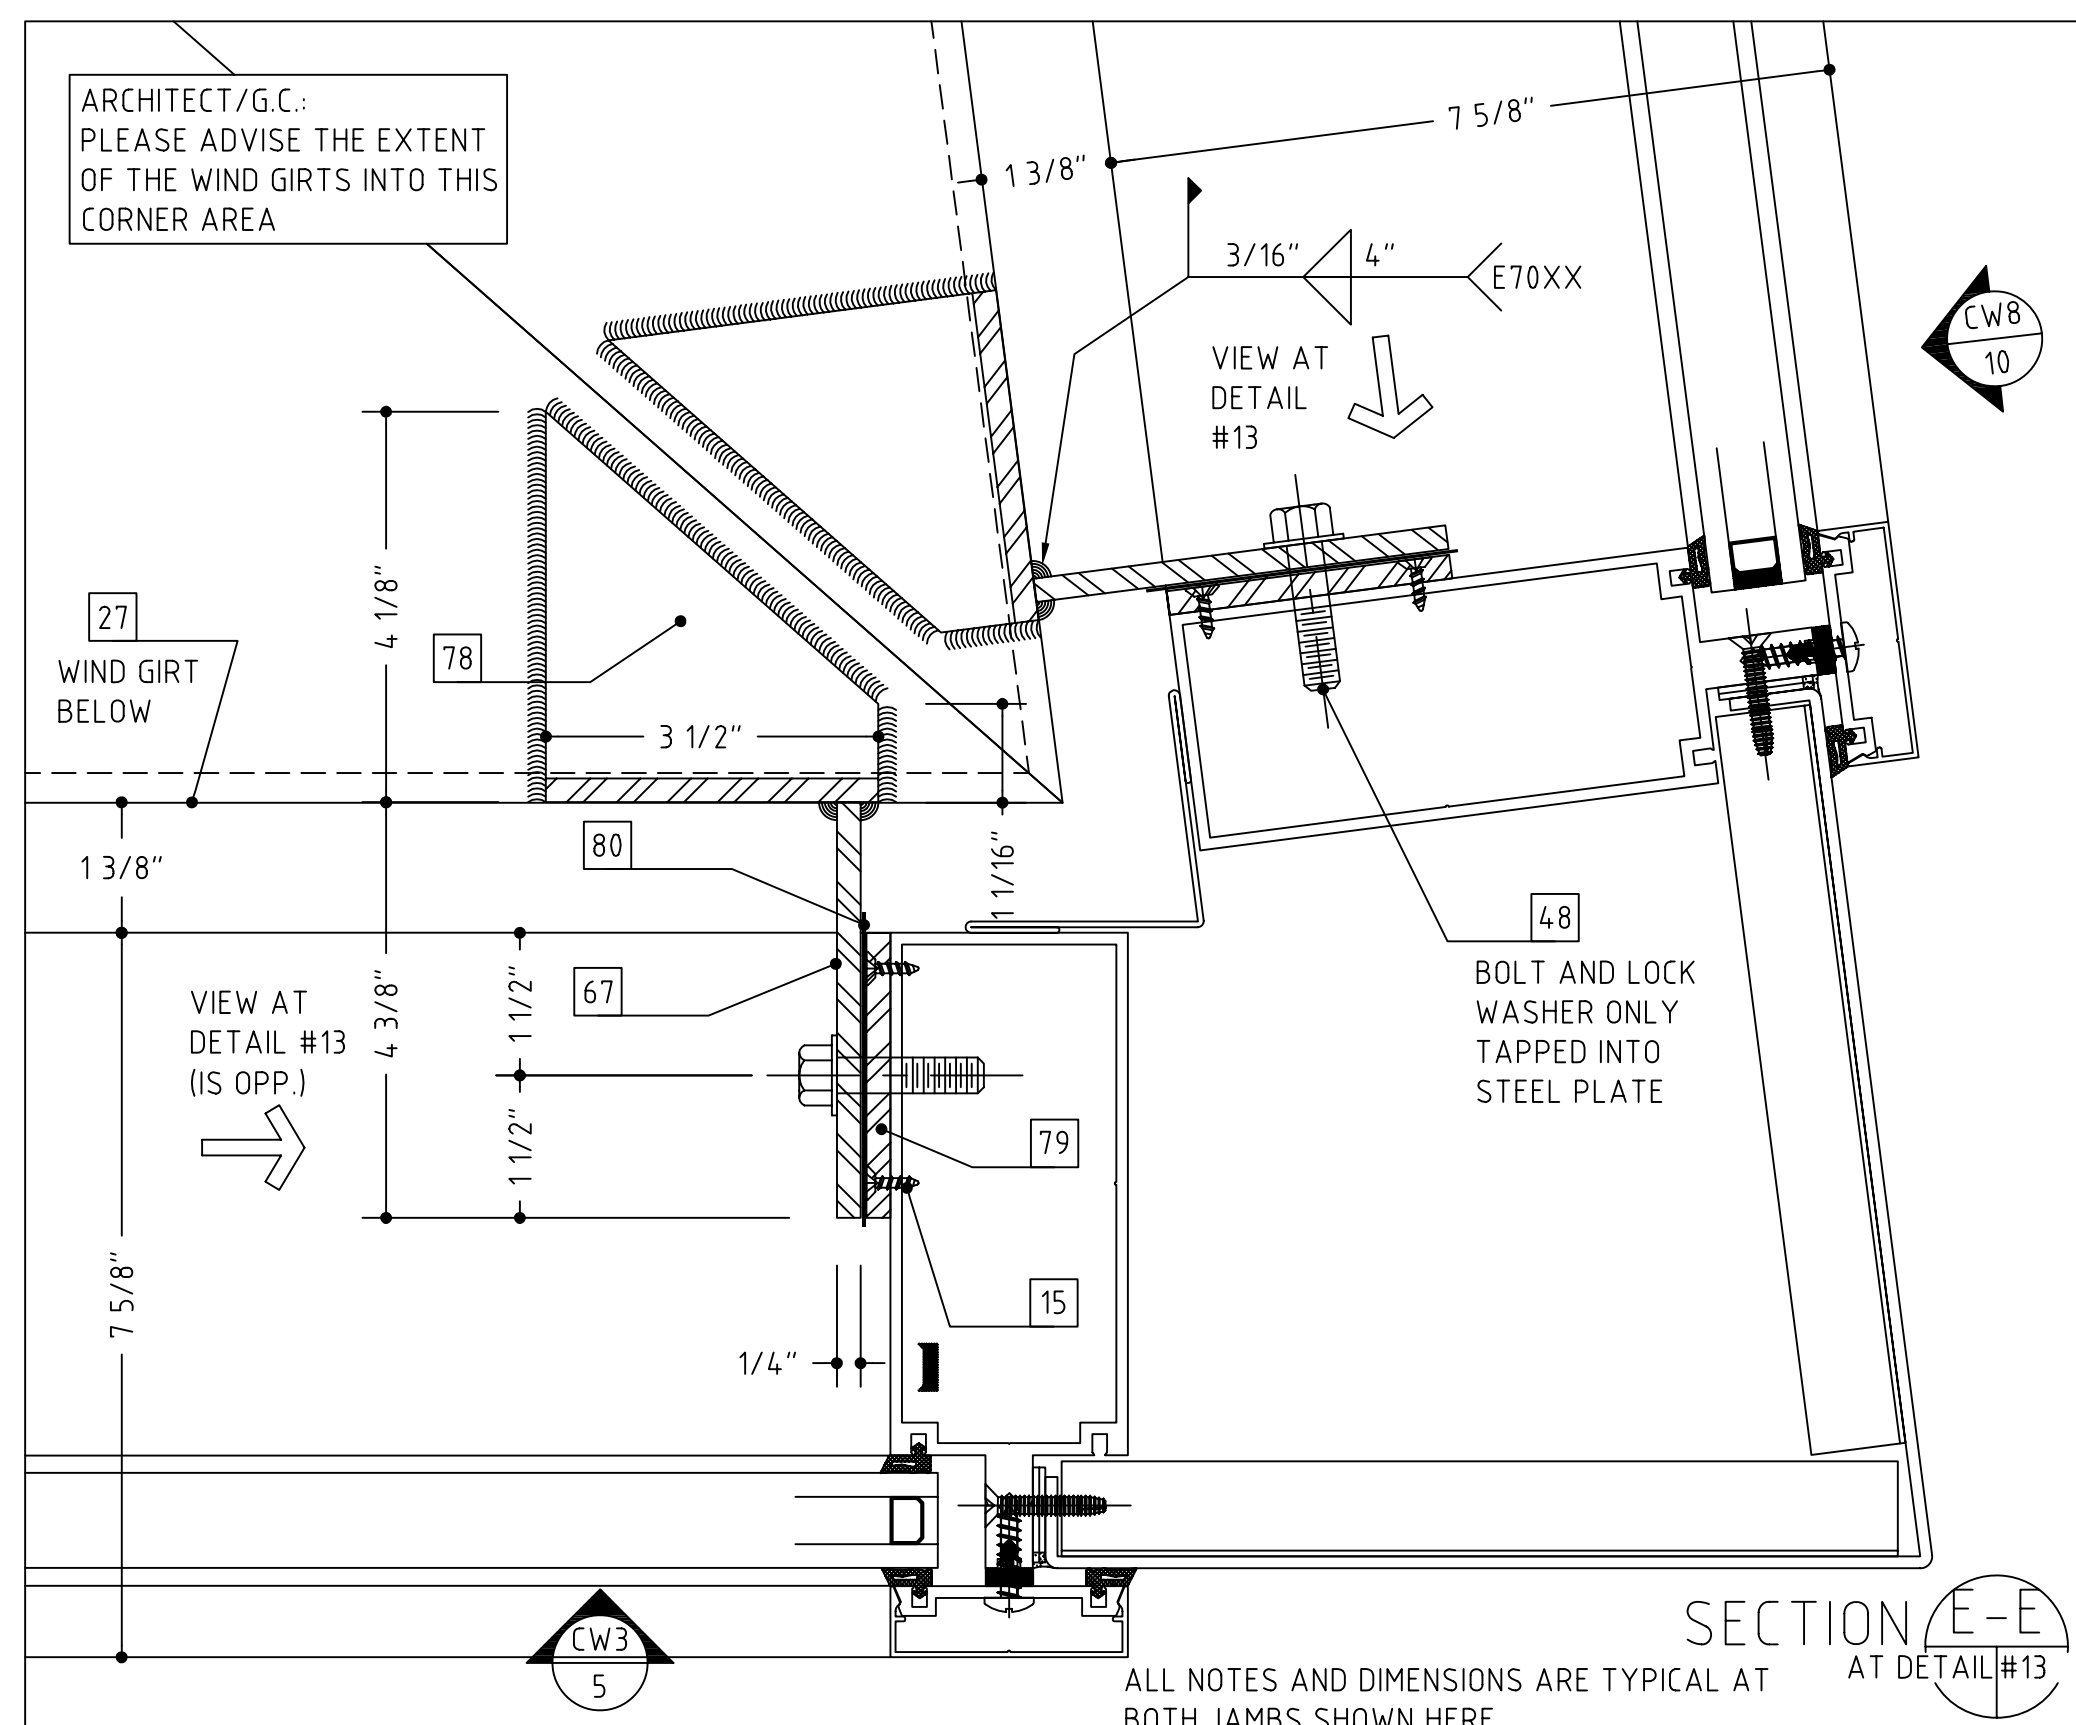 ARCHITECT/G.C.:
PLEASE ADVISE THE EXTENT
OF THE WIND GIRTS INTO THIS
CORNER AREA
7 5/8"
1 3/8"
3/16"
4"
E70XX
CW8
10
VIEW AT
DETAIL
#13
27
WIND GIRT
BELOW
4 1/8"
78
3 1/2"
80
1 3/8"
1 1/16"
67
48
BOLT AND LOCK
WASHER ONLY
TAPPED INTO
STEEL PLATE
VIEW AT
DETAIL #13
(IS OPP.)
4 3/8"
1 1/2"
1 1/2"
79
15
7 5/8"
1/4"
CW3
5
SECTION E-E
AT DETAIL #13
ALL NOTES AND DIMENSIONS ARE TYPICAL AT
BOTH JAMBS SHOWN HERE